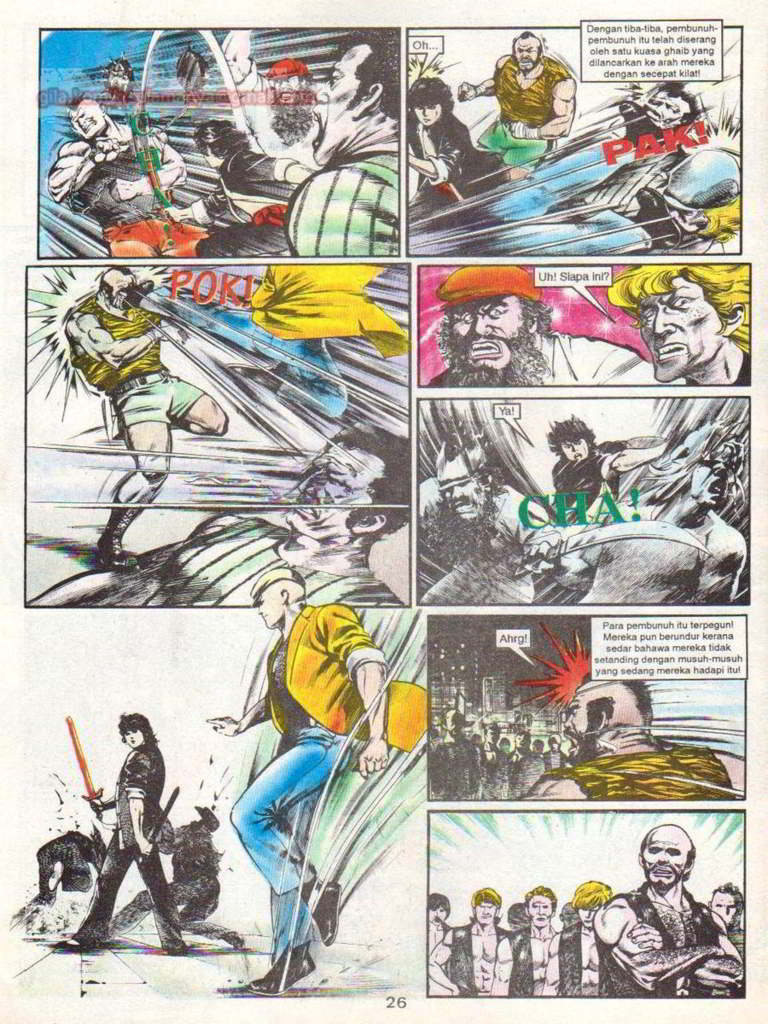 CHA!
Oh...
Dengan tiba-tiba, pembunuh-
pembunuh itu telah diserang
oleh satu kuasa ghaib yang
dilancarkan ke arah mereka
dengan secepat kilat!
PAK!
POK!
Uh! Siapa ini?
Ya!
CHA!
Ahrg!
Para pembunuh itu terpegun!
Mereka pun berundur kerana
sedar bahawa mereka tidak
setanding dengan musuh-musuh
yang sedang mereka hadapi itu!
26